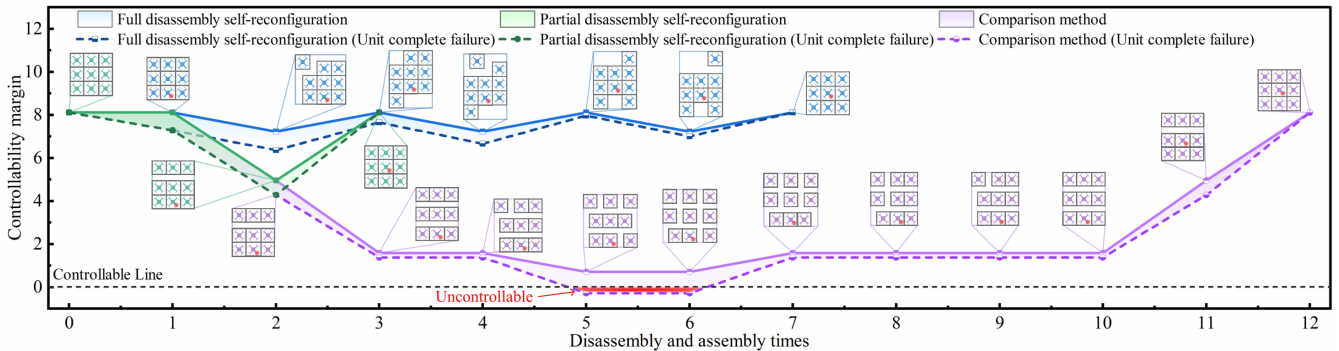 Full disassembly self-reconfiguration
Partial disassembly self-reconfiguration
Comparison method
Full disassembly self-reconfiguration (Unit complete failure)
Partial disassembly self-reconfiguration (Unit complete failure)
Comparison method (Unit complete failure)
Controllability margin
12
10
8
6
4
2
0
Controllable Line
Uncontrollable
0 1 2 3 4 5 6 7 8 9 10 11 12
Disassembly and assembly times